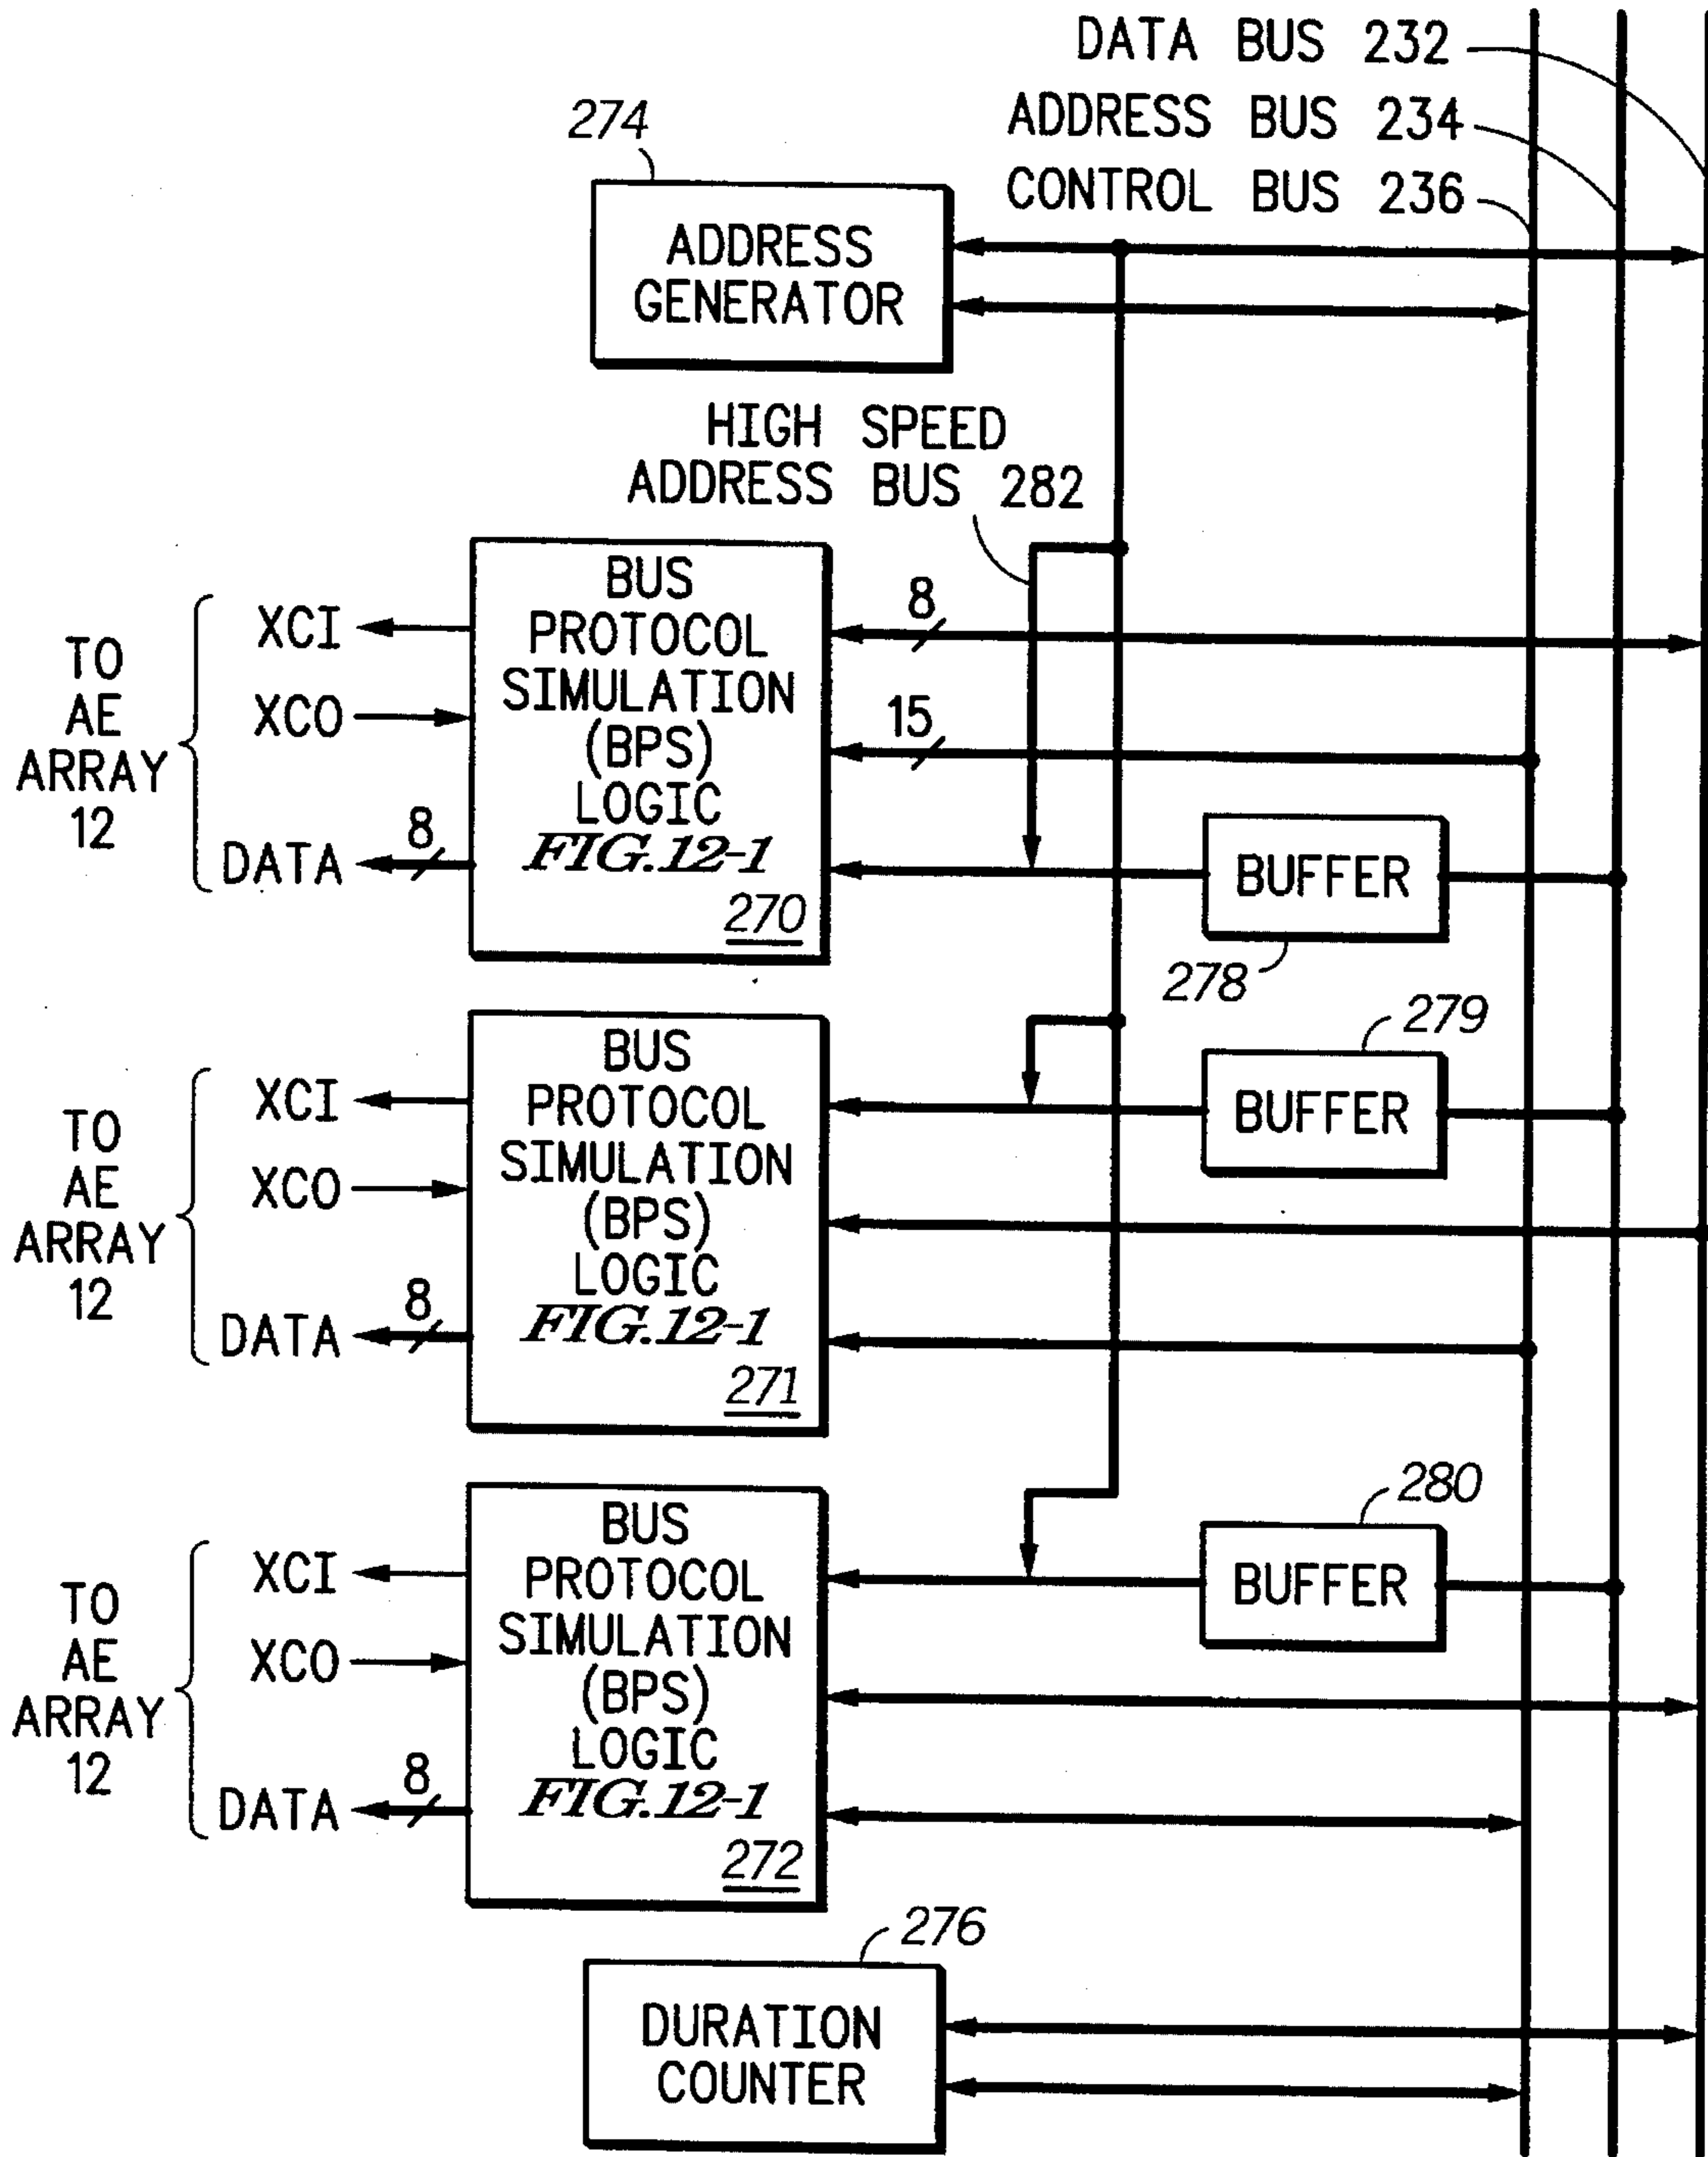 DATA BUS 232
ADDRESS BUS 234
CONTROL BUS 236
274
ADDRESS
GENERATOR
HIGH SPEED
ADDRESS BUS 282
TO
AE
ARRAY
12
XCI
XCO
DATA
8
BUS
PROTOCOL
SIMULATION
(BPS)
LOGIC
FIG.12-1
270
8
15
BUFFER
278
TO
AE
ARRAY
12
XCI
XCO
DATA
8
BUS
PROTOCOL
SIMULATION
(BPS)
LOGIC
FIG.12-1
271
279
BUFFER
TO
AE
ARRAY
12
XCI
XCO
DATA
8
BUS
PROTOCOL
SIMULATION
(BPS)
LOGIC
FIG.12-1
272
280
BUFFER
276
DURATION
COUNTER